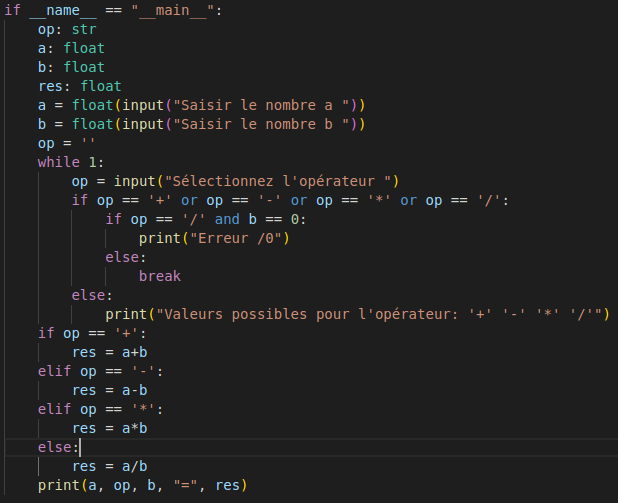 if __name__ == "__main__":
    op: str
    a: float
    b: float
    res: float
    a = float(input("Saisir le nombre a "))
    b = float(input("Saisir le nombre b "))
    op = ''
    while 1:
        op = input("Sélectionnez l'opérateur ")
        if op == '+' or op == '-' or op == '*' or op == '/':
            if op == '/' and b == 0:
                print("Erreur /0")
            else:
                break
        else:
            print("Valeurs possibles pour l'opérateur: '+' '-' '*' '/'")
    if op == '+':
        res = a+b
    elif op == '-':
        res = a-b
    elif op == '*':
        res = a*b
    else:
        res = a/b
    print(a, op, b, "=", res)